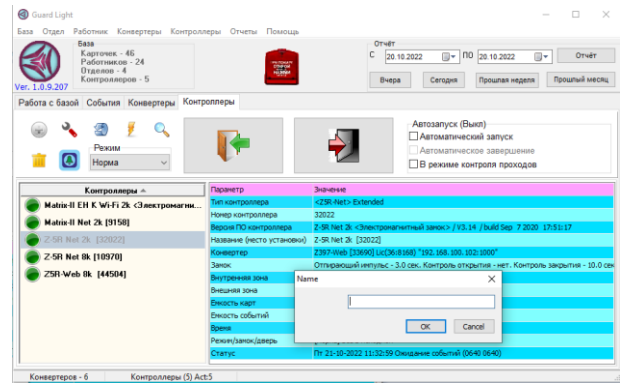 Guard Light
База Отдел Работник Конвертеры Контроллеры Отчеты Помощь
База
Карточек - 46
Работников - 24
Отделов - 4
Контроллеров - 5
Ver. 1.0.9.207
Отчёт
С 20.10.2022 ПО 20.10.2022 Отчёт
Вчера Сегодня Прошлая неделя Прошлый месяц
Работа с базой События Конвертеры Контроллеры
Режим
Норма
Автозапуск (Выкл)
Автоматический запуск
Автоматическое завершение
В режиме контроля проходов
Контроллеры
Matrix-II EH K Wi-Fi 2k <Электромагни...
Matrix-II Net 2k [9158]
Z-5R Net 2k [32022]
Z-5R Net 8k [10970]
Z5R-Web 8k [44504]
Параметр Значение
Тип контроллера <Z5R-Net> Extended
Номер контроллера 32022
Версия ПО контроллера Z-5R Net 2k <Электромагнитный замок> / V3.14 / build Sep 7 2020 17:51:17
Название (место установки) Z-5R Net 2k [32022]
Конвертер Z397-Web [33690] Lic(36:8168) "192.168.100.102:1000"
Замок Отпирающий импульс - 3.0 сек. Контроль открытия - нет. Контроль закрытия - 10.0 сек
Внутренняя зона
Внешняя зона
Емкость карт
Емкость событий
Время
Режим/замок/дверь
Статус Пт 21-10-2022 11:32:59 Ожидание событий (0640 0640)
Name
OK Cancel
Конвертеров - 6 Контроллеры (5) Act:5